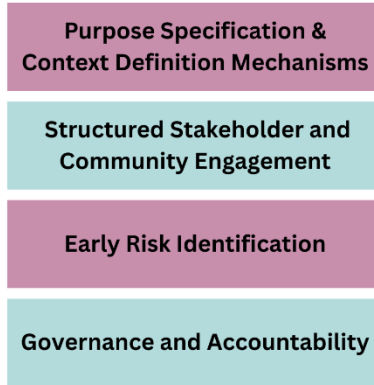 Purpose Specification &
Context Definition Mechanisms
Structured Stakeholder and
Community Engagement
Early Risk Identification
Governance and Accountability